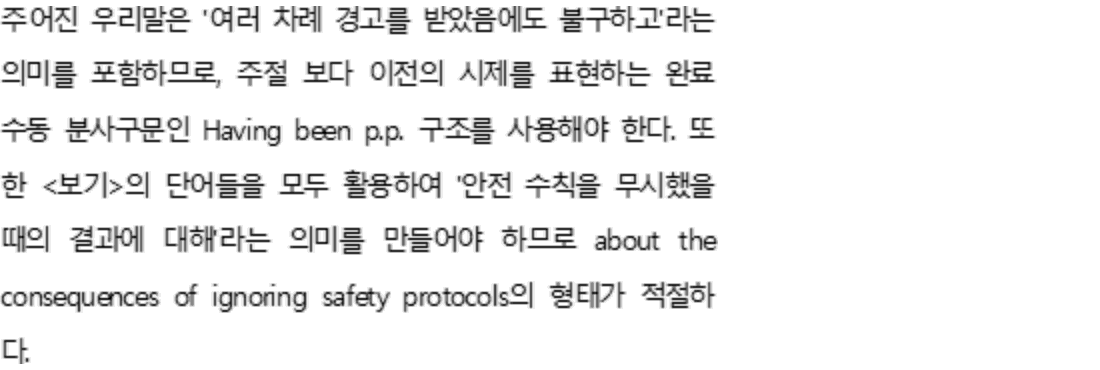 주어진 우리말은 '여러 차례 경고를 받았음에도 불구하고'라는
의미를 포함하므로, 주절 보다 이전의 시제를 표현하는 완료
수동 분사구문인 Having been p.p. 구조를 사용해야 한다. 또
한 <보기>의 단어들을 모두 활용하여 '안전 수칙을 무시했을
때의 결과에 대해'라는 의미를 만들어야 하므로 about the
consequences of ignoring safety protocols의 형태가 적절하
다.